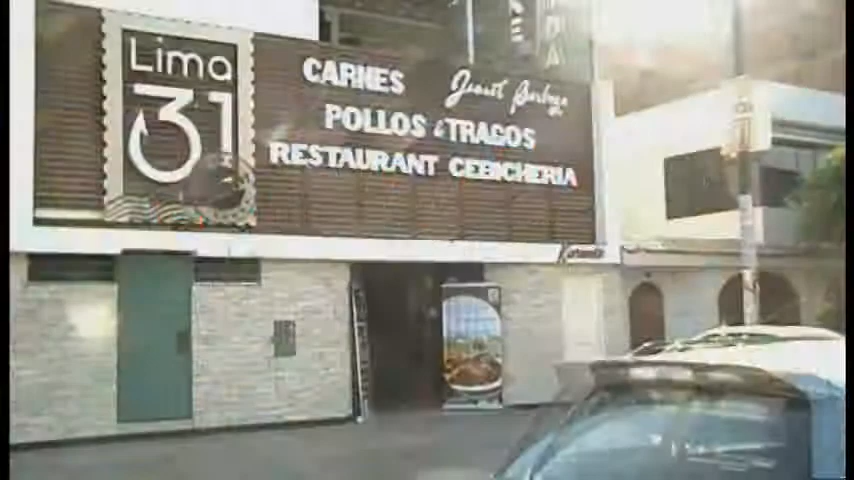 Lima
31
CARNES
POLLOS & TRAGOS
RESTAURANT CEBICHERIA